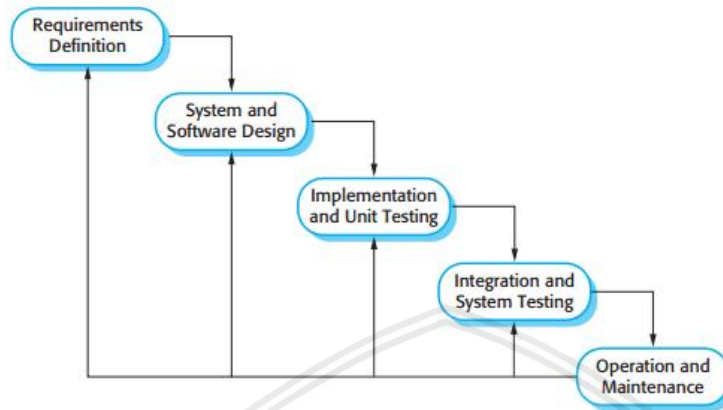 Requirements
Definition
System and
Software Design
Implementation
and Unit Testing
Integration and
System Testing
Operation and
Maintenance